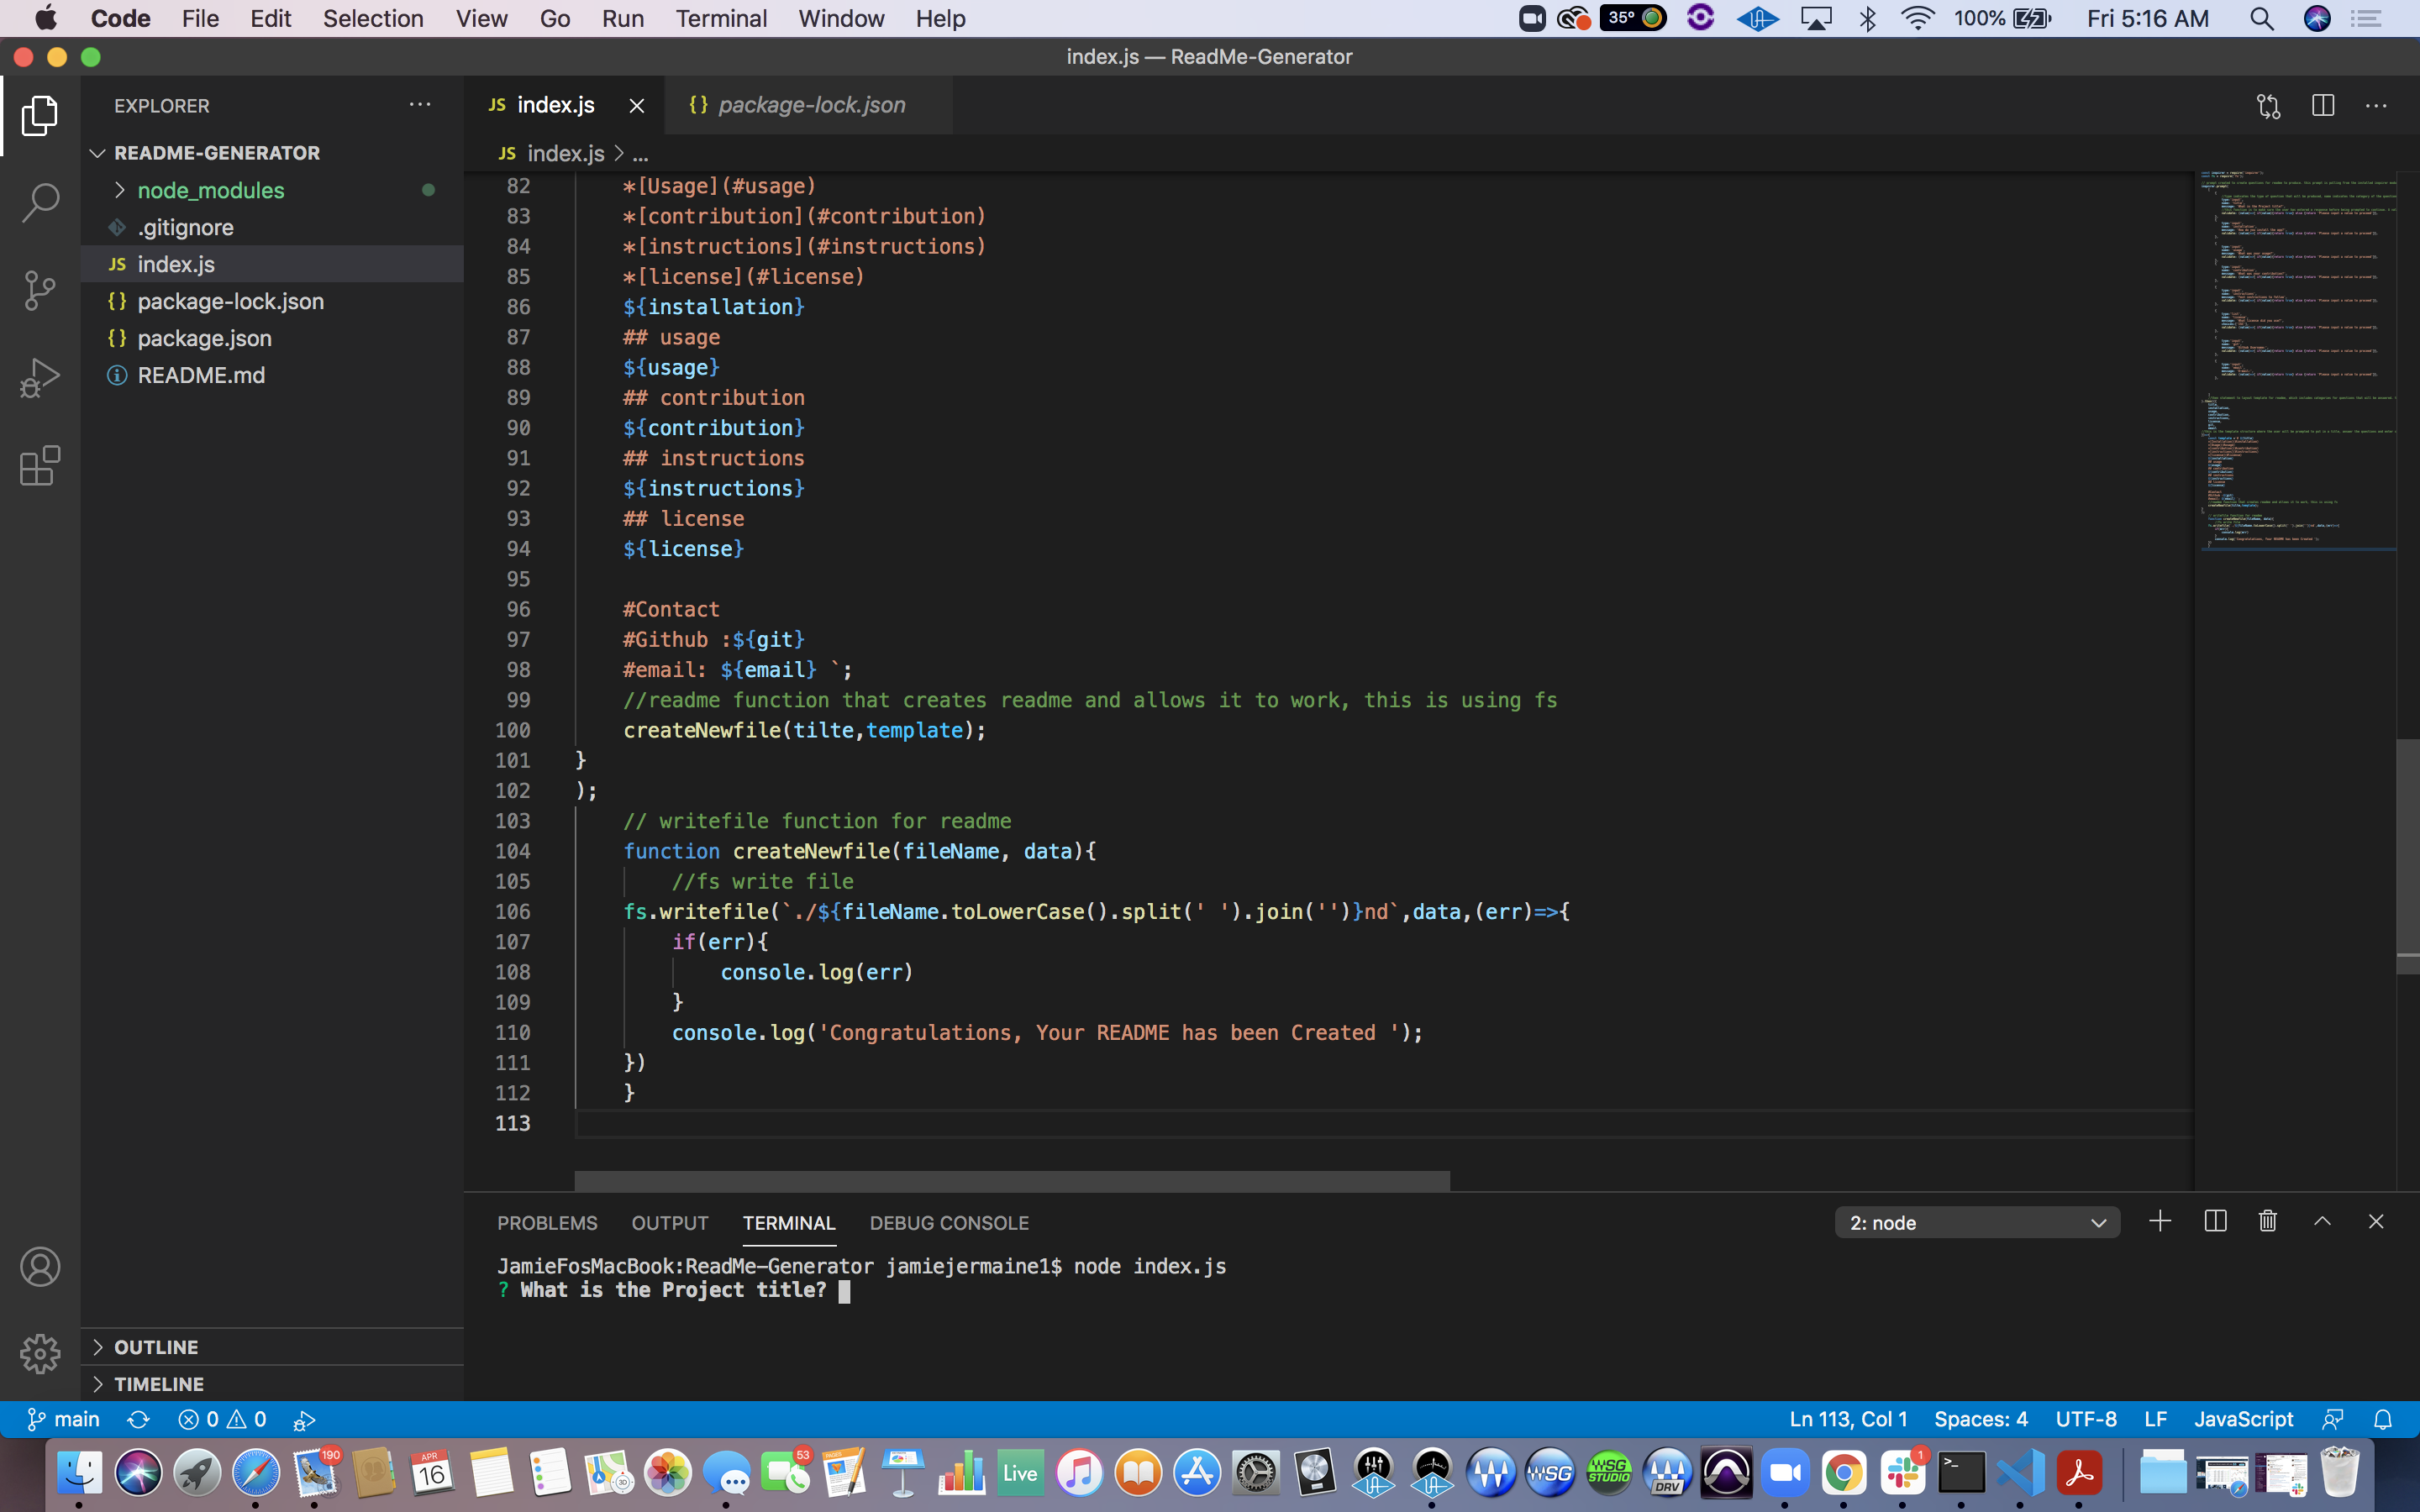 Code File Edit Selection View Go Run Terminal Window Help 35° 100% Fri 5:16 AM
index.js — ReadMe-Generator
EXPLORER
README-GENERATOR
node_modules
.gitignore
JS index.js
{} package-lock.json
{} package.json
README.md
OUTLINE
TIMELINE
JS index.js {} package-lock.json
JS index.js > ...
82 *[Usage](#usage)
83 *[contribution](#contribution)
84 *[instructions](#instructions)
85 *[license](#license)
86 ${installation}
87 ## usage
88 ${usage}
89 ## contribution
90 ${contribution}
91 ## instructions
92 ${instructions}
93 ## license
94 ${license}
95
96 #Contact
97 #Github :${git}
98 #email: ${email} `;
99 //readme function that creates readme and allows it to work, this is using fs
100 createNewfile(tilte,template);
101 }
102 );
103 // writefile function for readme
104 function createNewfile(fileName, data){
105 //fs write file
106 fs.writefile(`./${fileName.toLowerCase().split(' ').join('')}nd`,data,(err)=>{
107 if(err){
108 console.log(err)
109 }
110 console.log('Congratulations, Your README has been Created ');
111 })
112 }
113
PROBLEMS OUTPUT TERMINAL DEBUG CONSOLE 2: node
JamieFosMacBook:ReadMe-Generator jamiejermaine1$ node index.js
? What is the Project title?
main 0 0 Ln 113, Col 1 Spaces: 4 UTF-8 LF JavaScript
190
APR
16
3D
53
Live
WSG
WSG
STUDIO
DRV
1